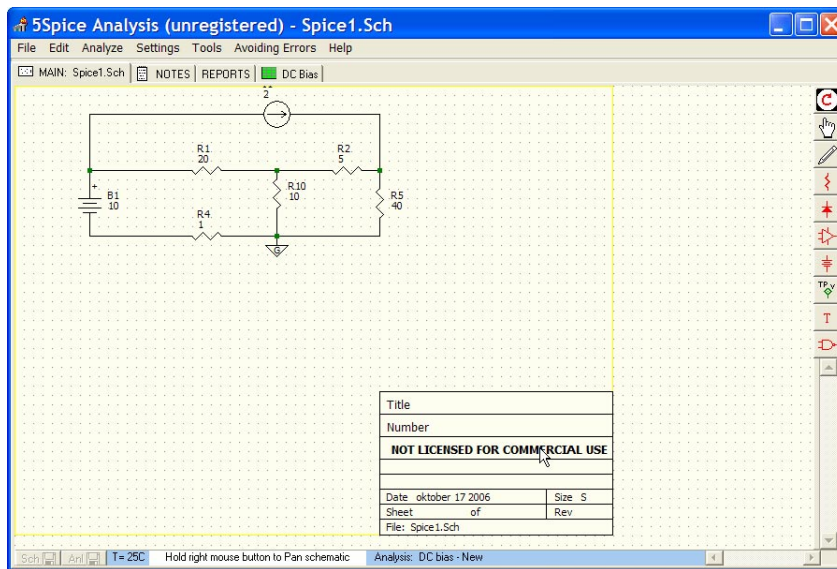 5Spice Analysis (unregistered) - Spice1.Sch
File Edit Analyze Settings Tools Avoiding Errors Help
MAIN: Spice1.Sch NOTES REPORTS DC Bias
2
R1
20
R2
5
+
B1
10
R10
10
R5
40
R4
1
G
TP V
T
Title
Number
NOT LICENSED FOR COMMERCIAL USE
Date oktober 17 2006 Size S
Sheet of Rev
File: Spice1.Sch
Sch Anl T= 25C Hold right mouse button to Pan schematic Analysis: DC bias - New